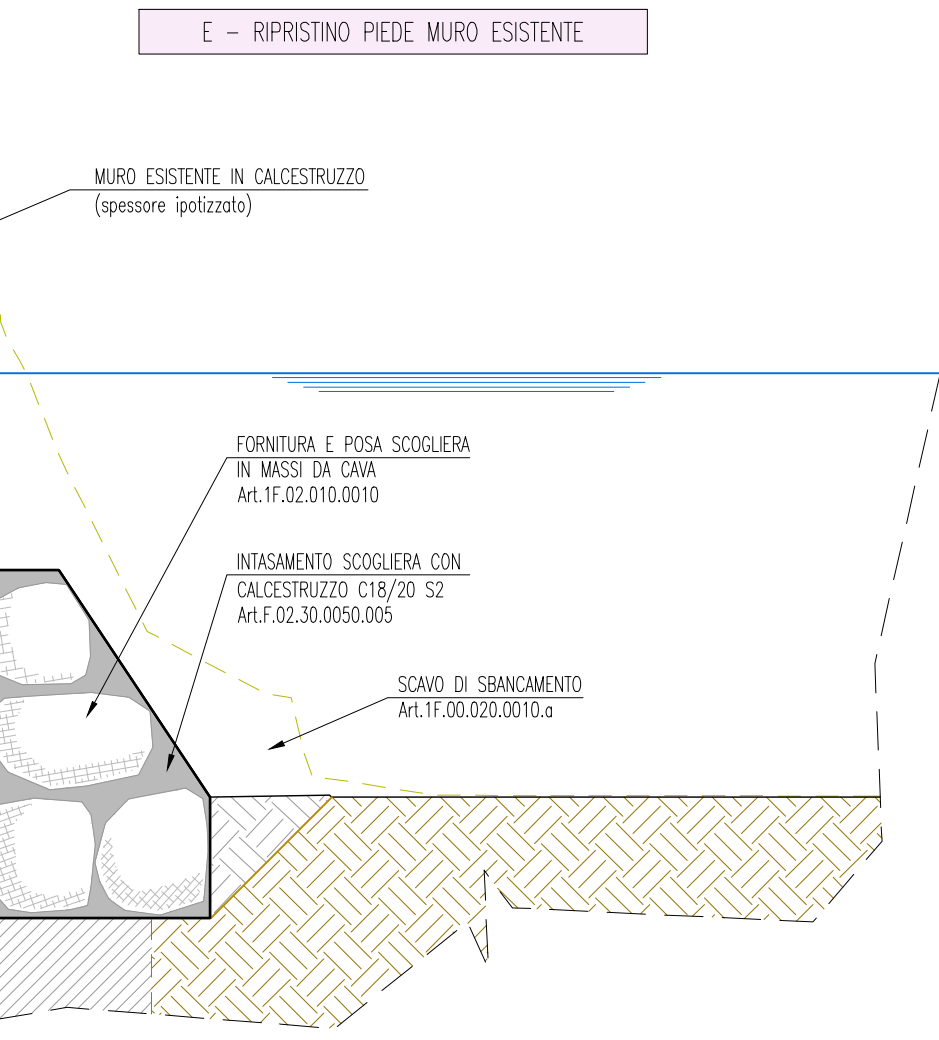 E – RIPRISTINO PIEDE MURO ESISTENTE
MURO ESISTENTE IN CALCESTRUZZO
(spessore ipotizzato)
FORNITURA E POSA SCOGLIERA
IN MASSI DA CAVA
Art.1F.02.010.0010
INTASAMENTO SCOGLIERA CON
CALCESTRUZZO C18/20 S2
Art.F.02.30.0050.005
SCAVO DI SBANCAMENTO
Art.1F.00.020.0010.a